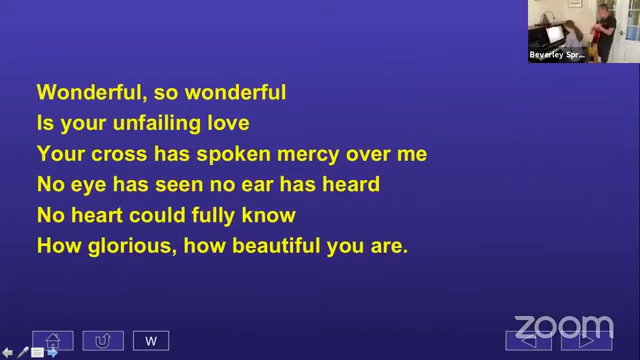 Beverley Spr...
Wonderful, so wonderful
Is your unfailing love
Your cross has spoken mercy over me
No eye has seen no ear has heard
No heart could fully know
How glorious, how beautiful you are.
W
zoom